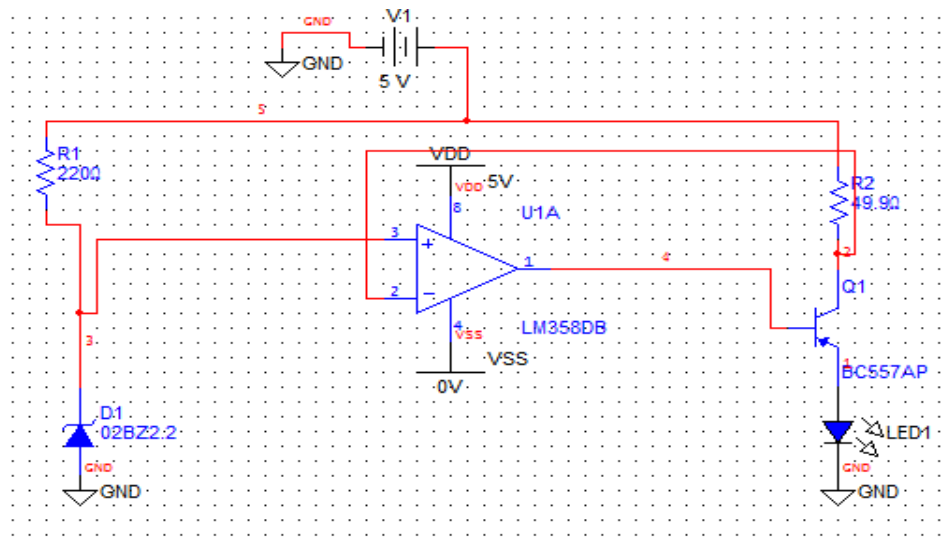 V1
GND
GND
5 V
5
R1
220Ω
VDD
5V
VDD
8
U1A
R2
49.9Ω
3
+
1
4
2
2
−
Q1
4
LM358DB
VSS
VSS
0V
3
1
BC557AP
D1
02BZ2.2
LED1
GND
GND
GND
GND